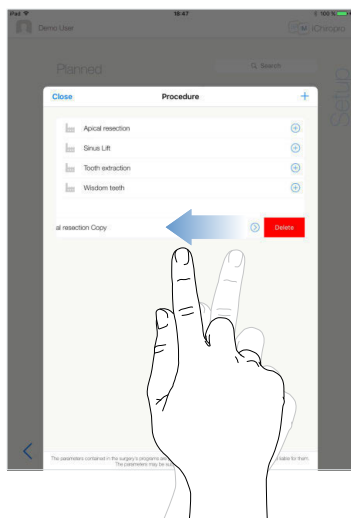 iPad 18:47 100 %
Demo User iChiropro
Planned Search
Setup
Close Procedure +
Apical resection
Sinus Lift
Tooth extraction
Wisdom teeth
al resection Copy Delete
The parameters contained in the surgery's programs are
The parameters may be